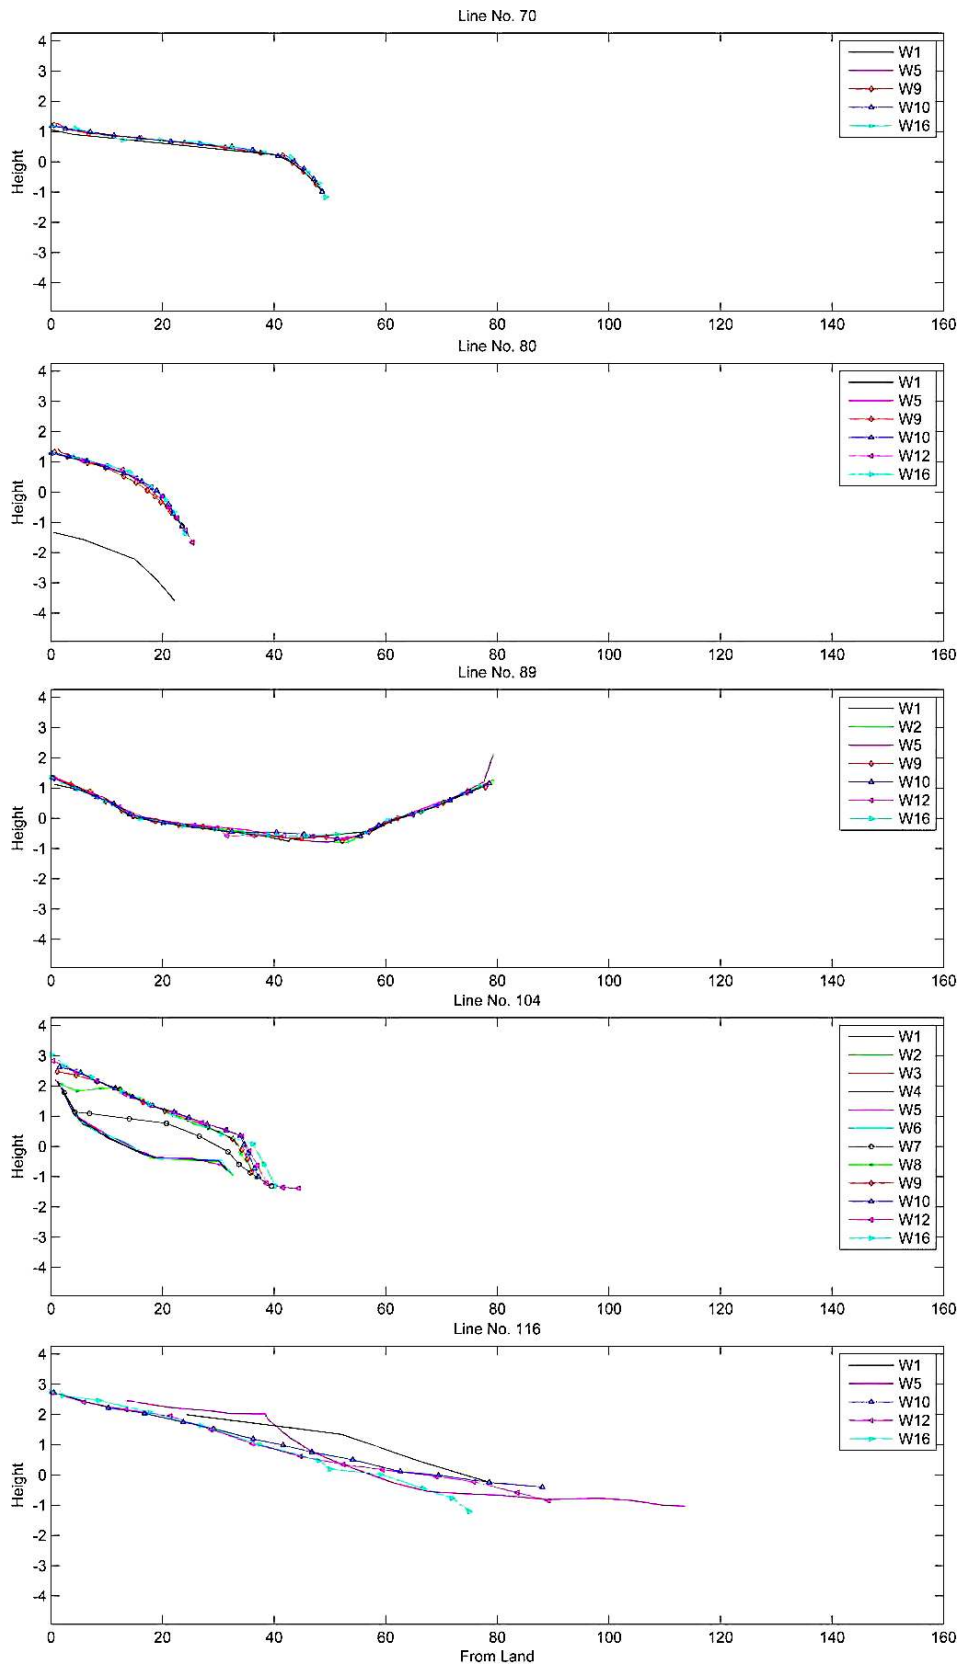 Line No. 70
4
3
2
1
0
-1
-2
-3
-4
Height
0 20 40 60 80 100 120 140 160
W1
W5
W9
W10
W16
Line No. 80
4
3
2
1
0
-1
-2
-3
-4
Height
0 20 40 60 80 100 120 140 160
W1
W5
W9
W10
W12
W16
Line No. 89
4
3
2
1
0
-1
-2
-3
-4
Height
0 20 40 60 80 100 120 140 160
W1
W2
W5
W9
W10
W12
W16
Line No. 104
4
3
2
1
0
-1
-2
-3
-4
Height
0 20 40 60 80 100 120 140 160
W1
W2
W3
W4
W5
W6
W7
W8
W9
W10
W12
W16
Line No. 116
4
3
2
1
0
-1
-2
-3
-4
Height
0 20 40 60 80 100 120 140 160
From Land
W1
W5
W10
W12
W16